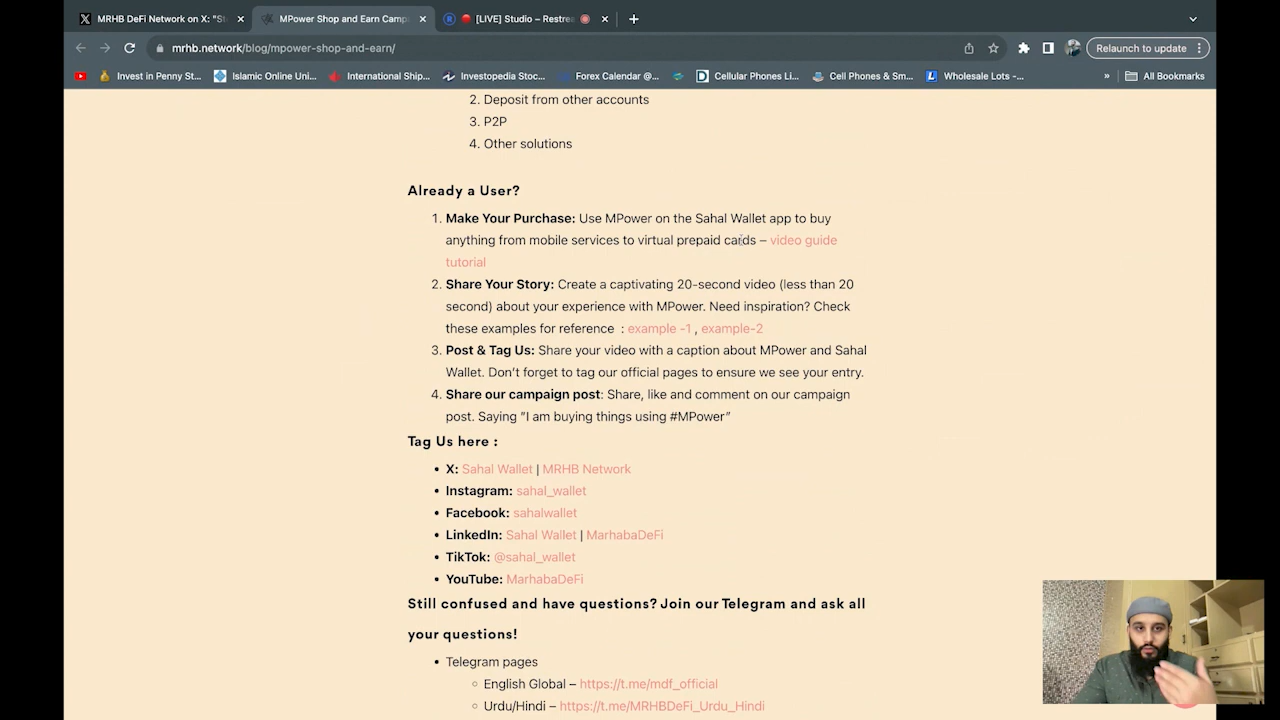 MRHB DeFi Network on X: "St
MPower Shop and Earn Camp
[LIVE] Studio – Restre
mrhb.network/blog/mpower-shop-and-earn/
Relaunch to update
Invest in Penny St...
Islamic Online Uni...
International Ship...
Investopedia Stoc...
Forex Calendar @...
Cellular Phones Li...
Cell Phones & Sm...
Wholesale Lots -...
»
All Bookmarks
2. Deposit from other accounts
3. P2P
4. Other solutions
Already a User?
1. Make Your Purchase: Use MPower on the Sahal Wallet app to buy
anything from mobile services to virtual prepaid cards – video guide
tutorial
2. Share Your Story: Create a captivating 20-second video (less than 20
second) about your experience with MPower. Need inspiration? Check
these examples for reference : example -1 , example-2
3. Post & Tag Us: Share your video with a caption about MPower and Sahal
Wallet. Don't forget to tag our official pages to ensure we see your entry.
4. Share our campaign post: Share, like and comment on our campaign
post. Saying "I am buying things using #MPower"
Tag Us here :
• X: Sahal Wallet | MRHB Network
• Instagram: sahal_wallet
• Facebook: sahalwallet
• LinkedIn: Sahal Wallet | MarhabaDeFi
• TikTok: @sahal_wallet
• YouTube: MarhabaDeFi
Still confused and have questions? Join our Telegram and ask all
your questions!
• Telegram pages
○ English Global – https://t.me/mdf_official
○ Urdu/Hindi – https://t.me/MRHBDeFi_Urdu_Hindi